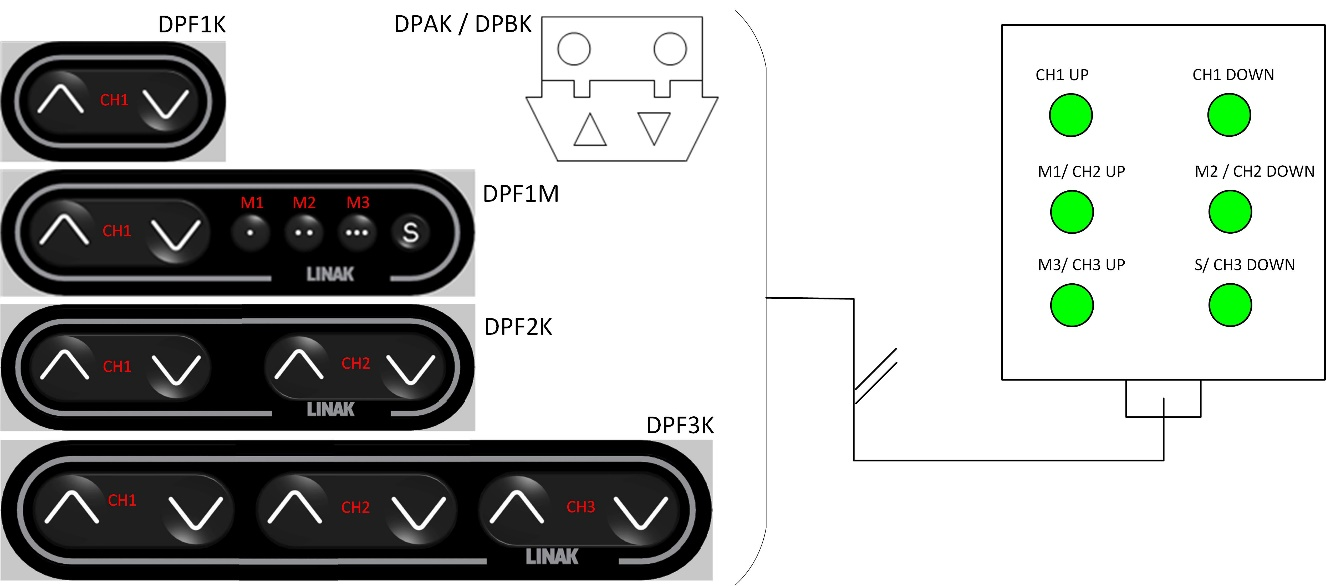 DPF1K
CH1
DPAK / DPBK
DPF1M
CH1
M1 M2 M3
S
LINAK
DPF2K
CH1
CH2
LINAK
DPF3K
CH1
CH2
CH3
LINAK
CH1 UP
CH1 DOWN
M1/ CH2 UP
M2 / CH2 DOWN
M3/ CH3 UP
S/ CH3 DOWN